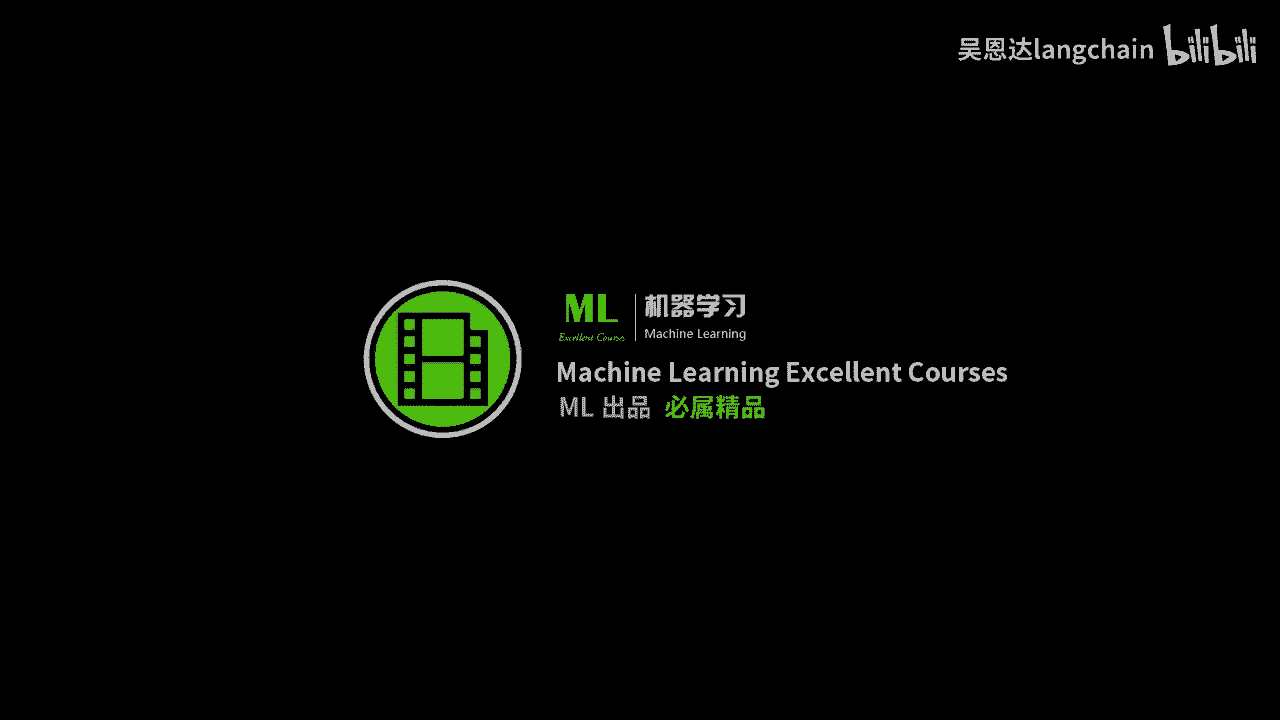 吴恩达langchain bilibili
ML 机器学习
Excellent Course Machine Learning
Machine Learning Excellent Courses
ML 出品 必属精品